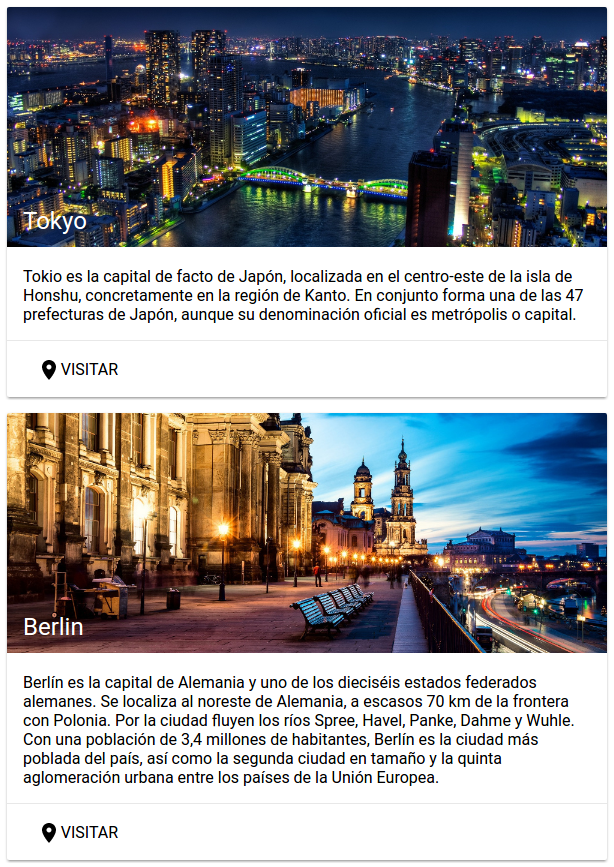 Tokyo
Tokio es la capital de facto de Japón, localizada en el centro-este de la isla de
Honshu, concretamente en la región de Kanto. En conjunto forma una de las 47
prefecturas de Japón, aunque su denominación oficial es metrópolis o capital.
VISITAR
Berlin
Berlín es la capital de Alemania y uno de los dieciséis estados federados
alemanes. Se localiza al noreste de Alemania, a escasos 70 km de la frontera
con Polonia. Por la ciudad fluyen los ríos Spree, Havel, Panke, Dahme y Wuhle.
Con una población de 3,4 millones de habitantes, Berlín es la ciudad más
poblada del país, así como la segunda ciudad en tamaño y la quinta
aglomeración urbana entre los países de la Unión Europea.
VISITAR